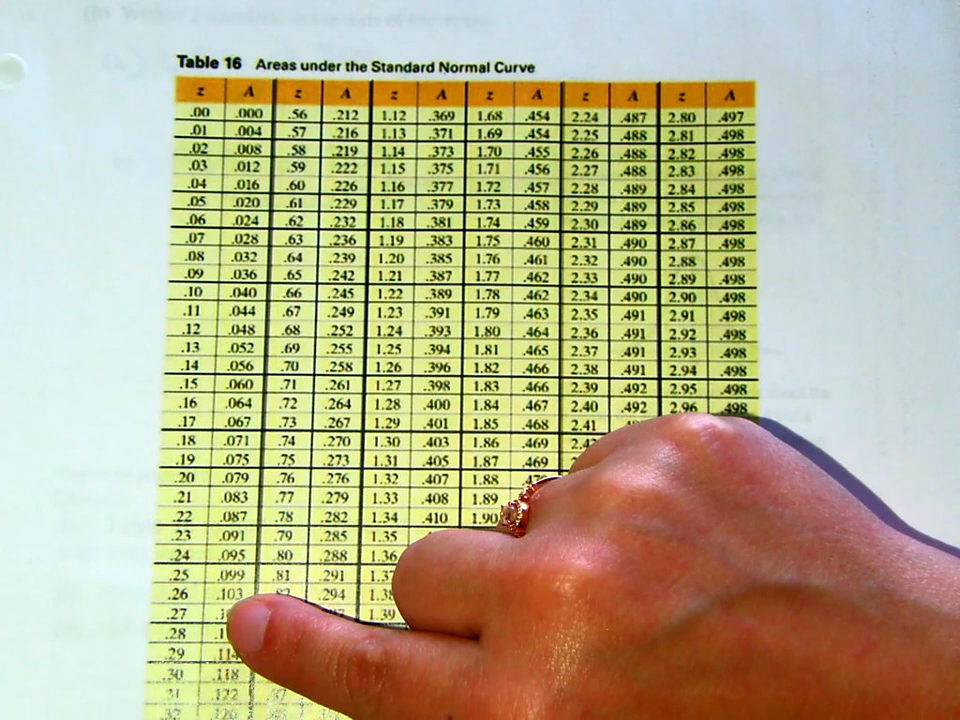 Table 16 Areas under the Standard Normal Curve
z A z A z A z A z A z A
.00 .000 .56 .212 1.12 .369 1.68 .454 2.24 .487 2.80 .497
.01 .004 .57 .216 1.13 .371 1.69 .454 2.25 .488 2.81 .498
.02 .008 .58 .219 1.14 .373 1.70 .455 2.26 .488 2.82 .498
.03 .012 .59 .222 1.15 .375 1.71 .456 2.27 .488 2.83 .498
.04 .016 .60 .226 1.16 .377 1.72 .457 2.28 .489 2.84 .498
.05 .020 .61 .229 1.17 .379 1.73 .458 2.29 .489 2.85 .498
.06 .024 .62 .232 1.18 .381 1.74 .459 2.30 .489 2.86 .498
.07 .028 .63 .236 1.19 .383 1.75 .460 2.31 .490 2.87 .498
.08 .032 .64 .239 1.20 .385 1.76 .461 2.32 .490 2.88 .498
.09 .036 .65 .242 1.21 .387 1.77 .462 2.33 .490 2.89 .498
.10 .040 .66 .245 1.22 .389 1.78 .462 2.34 .490 2.90 .498
.11 .044 .67 .249 1.23 .391 1.79 .463 2.35 .491 2.91 .498
.12 .048 .68 .252 1.24 .393 1.80 .464 2.36 .491 2.92 .498
.13 .052 .69 .255 1.25 .394 1.81 .465 2.37 .491 2.93 .498
.14 .056 .70 .258 1.26 .396 1.82 .466 2.38 .491 2.94 .498
.15 .060 .71 .261 1.27 .398 1.83 .466 2.39 .492 2.95 .498
.16 .064 .72 .264 1.28 .400 1.84 .467 2.40 .492 2.96 .498
.17 .067 .73 .267 1.29 .401 1.85 .468 2.41
.18 .071 .74 .270 1.30 .403 1.86 .469
.19 .075 .75 .273 1.31 .405 1.87 .469
.20 .079 .76 .276 1.32 .407 1.88
.21 .083 .77 .279 1.33 .408 1.89
.22 .087 .78 .282 1.34 .410 1.90
.23 .091 .79 .285 1.35
.24 .095 .80 .288 1.36
.25 .099 .81 .291
.26 .103 .294
.27 1.39
.28
.29 .114
.30 .118
.122